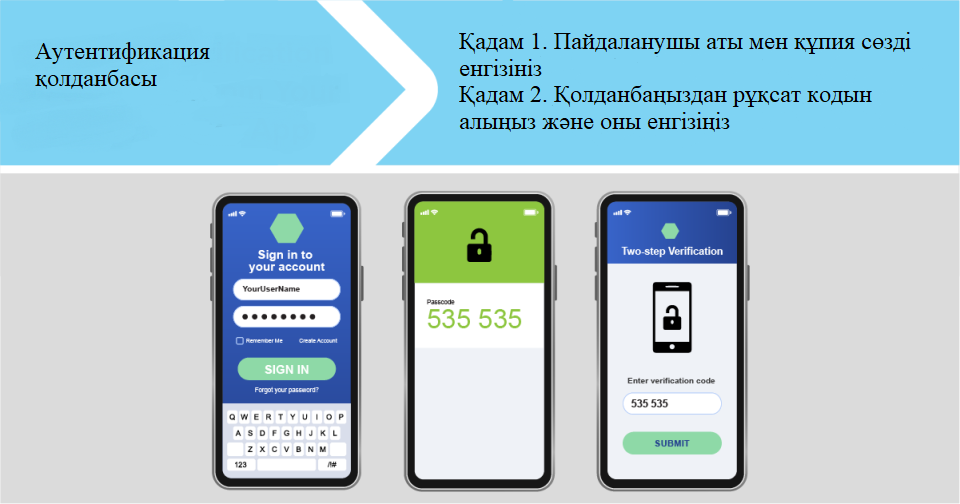 Аутентификация
қолданбасы
Қадам 1. Пайдаланушы аты мен құпия сөзді
енгізініз
Қадам 2. Қолданбаңыздан рұқсат кодын
алыңыз және оны енгізіңіз
Sign in to
your account
YourUserName
Remember Me Create Account
SIGN IN
Forgot your password?
Q W E R T Y U I O P
A S D F G H J K L
Z X C V B N M
123 /!#
Passcode
535 535
Two-step Verification
Enter verification code
535 535
SUBMIT